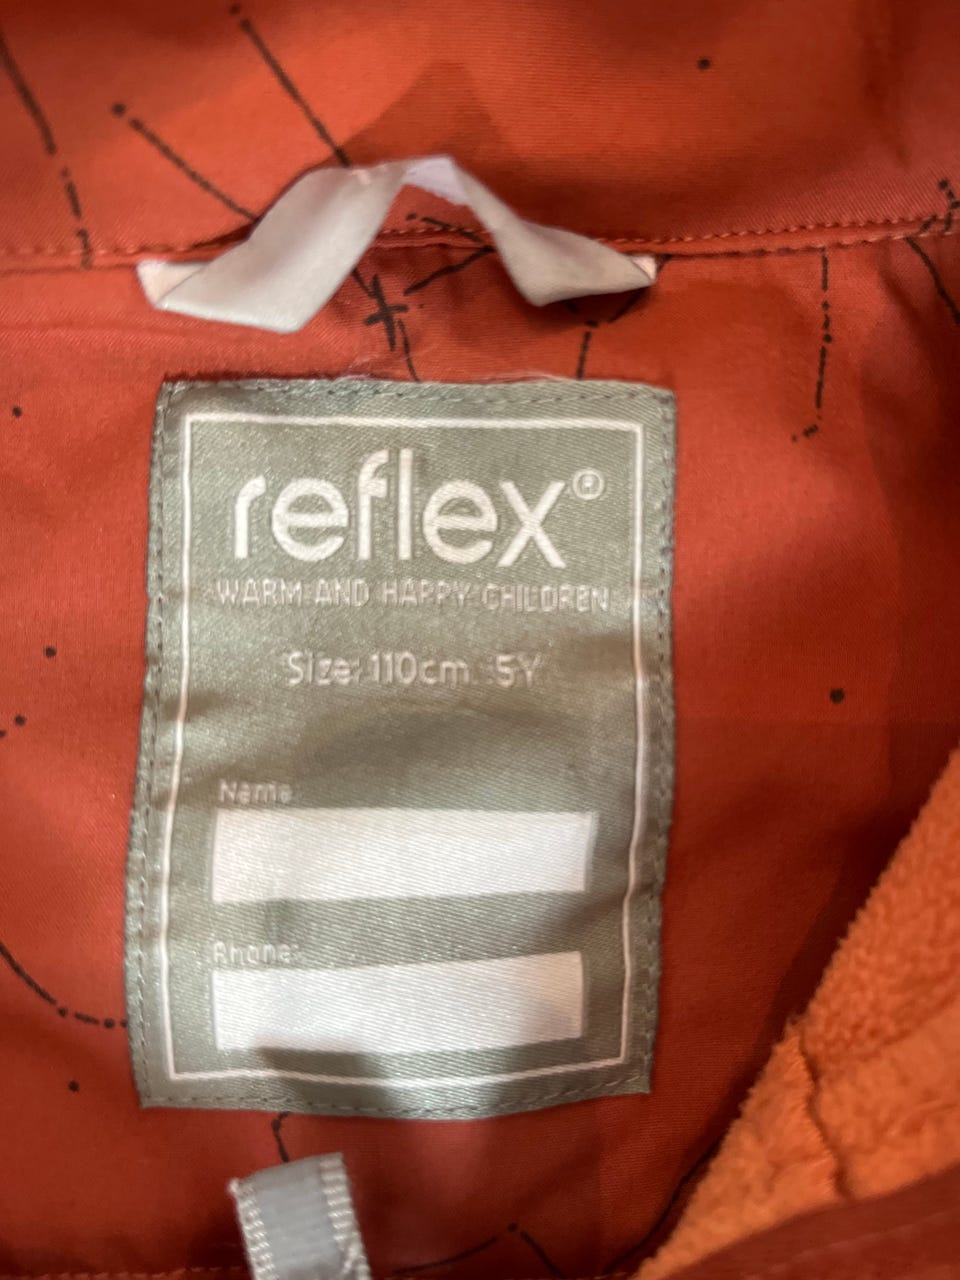 reflex®
WARM AND HAPPY CHILDREN
Size: 110cm 5Y
Name:
Phone: